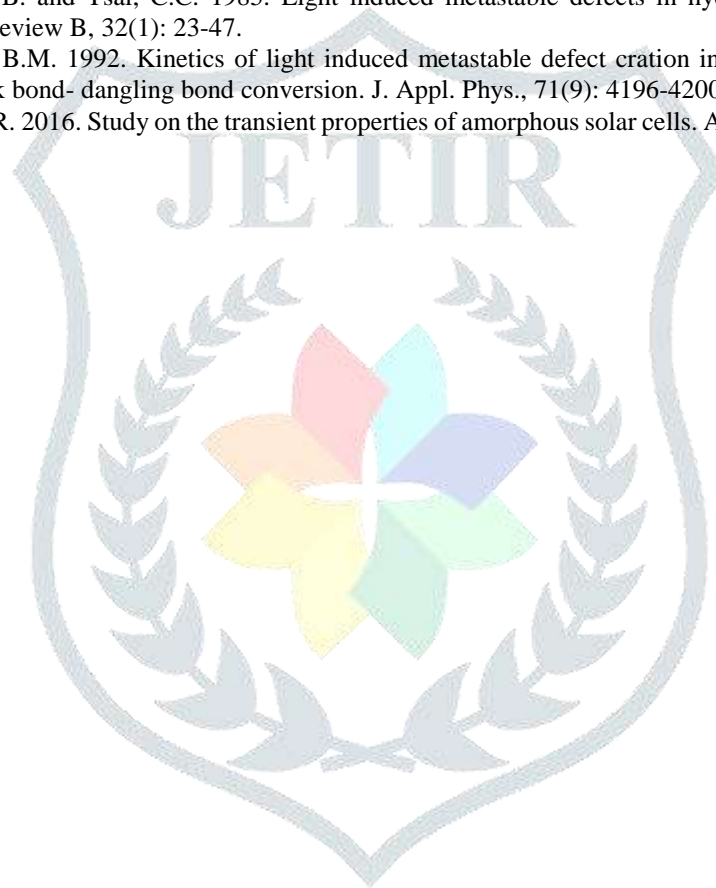 B. and Tsai, C.C. 1985. Light induced metastable defects in
eview B, 32(1): 23-47.
B.M. 1992. Kinetics of light induced metastable defect cration in
k bond- dangling bond conversion. J. Appl. Phys., 71(9): 4196-4200
R. 2016. Study on the transient properties of amorphous solar cells. A
JETIR